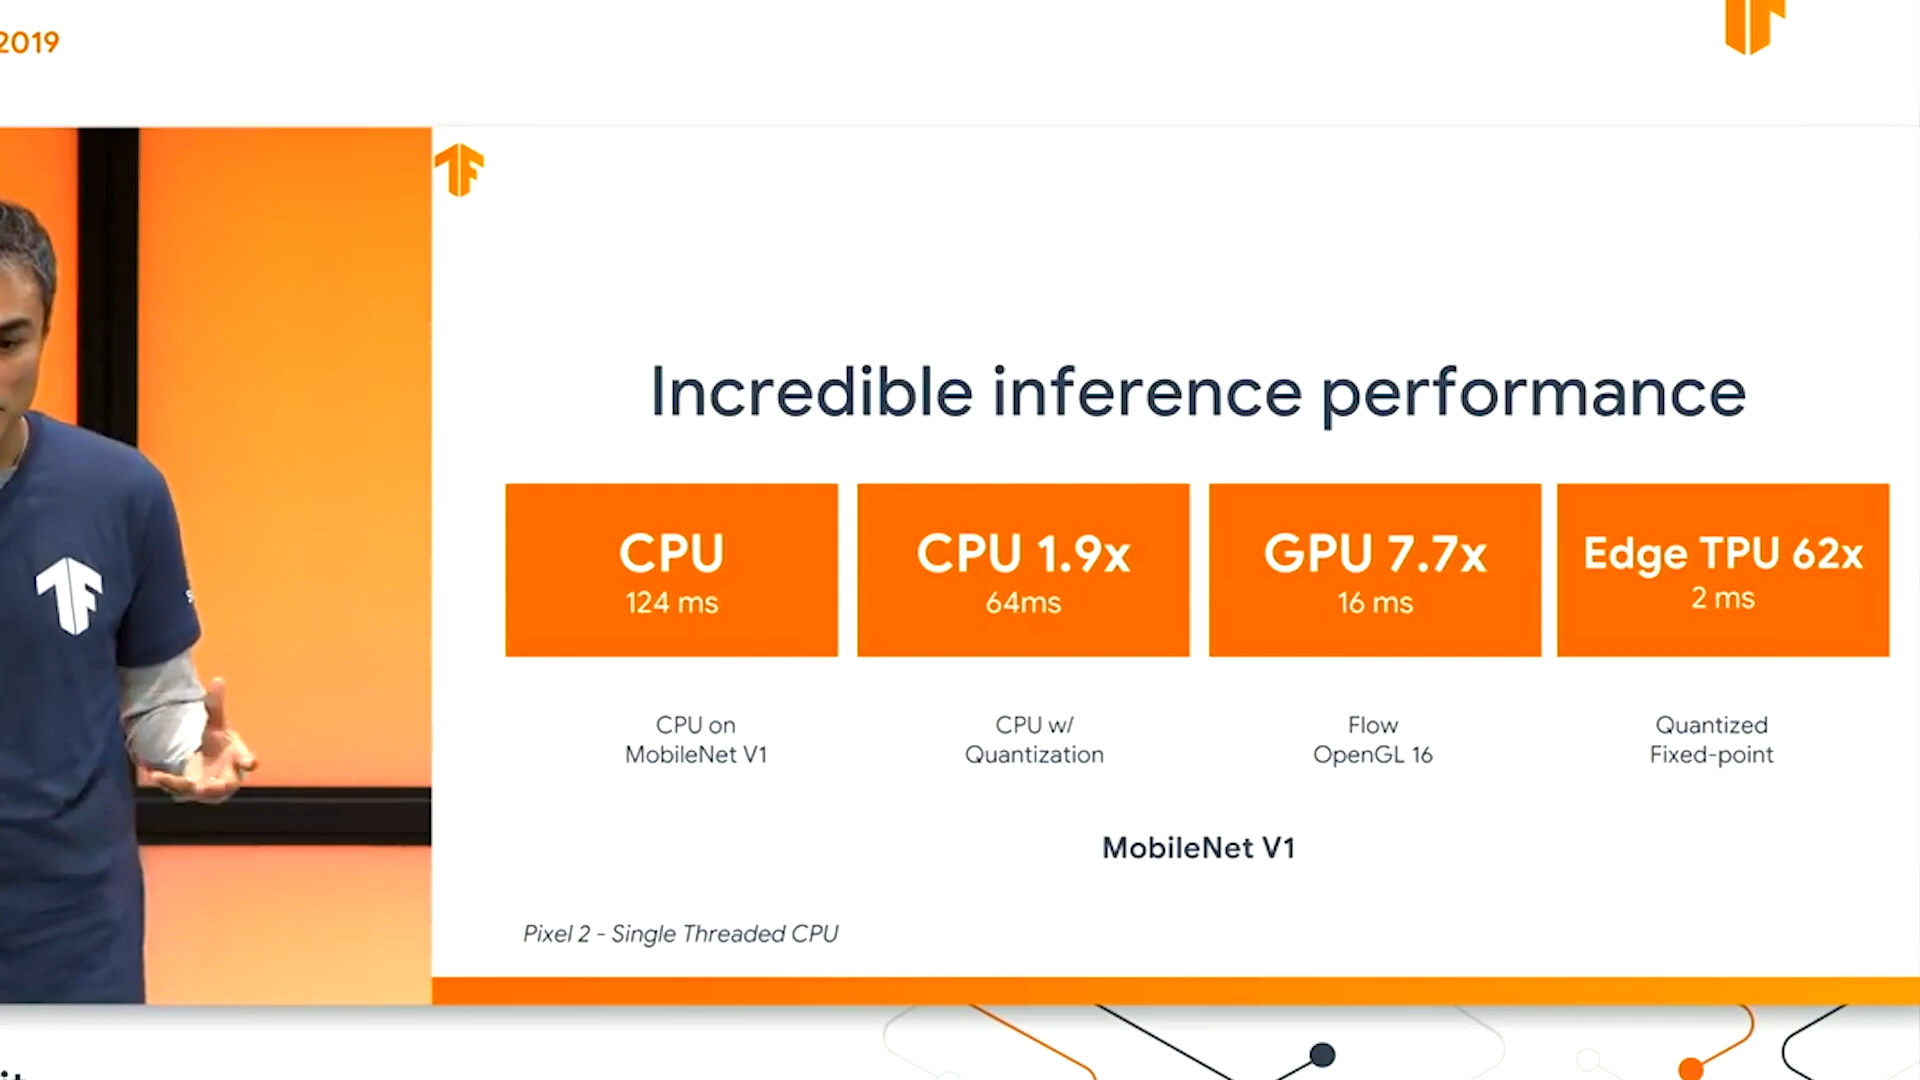 2019
Incredible inference performance
CPU
124 ms
CPU 1.9x
64ms
GPU 7.7x
16 ms
Edge TPU 62x
2 ms
CPU on
MobileNet V1
CPU w/
Quantization
Flow
OpenGL 16
Quantized
Fixed-point
MobileNet V1
Pixel 2 - Single Threaded CPU